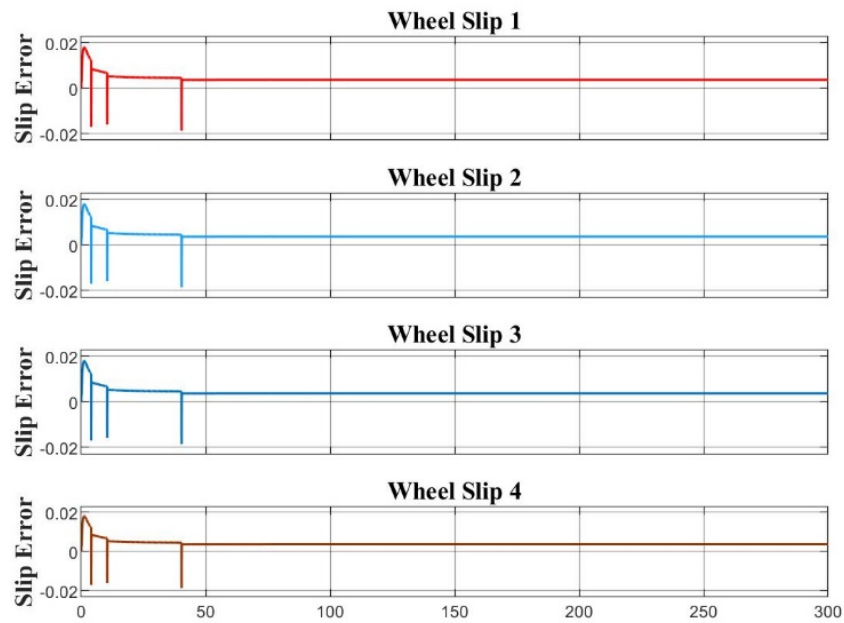 Wheel Slip 1
Slip Error
0.02
0
-0.02
Wheel Slip 2
Slip Error
0.02
0
-0.02
Wheel Slip 3
Slip Error
0.02
0
-0.02
Wheel Slip 4
Slip Error
0.02
0
-0.02
0 50 100 150 200 250 300